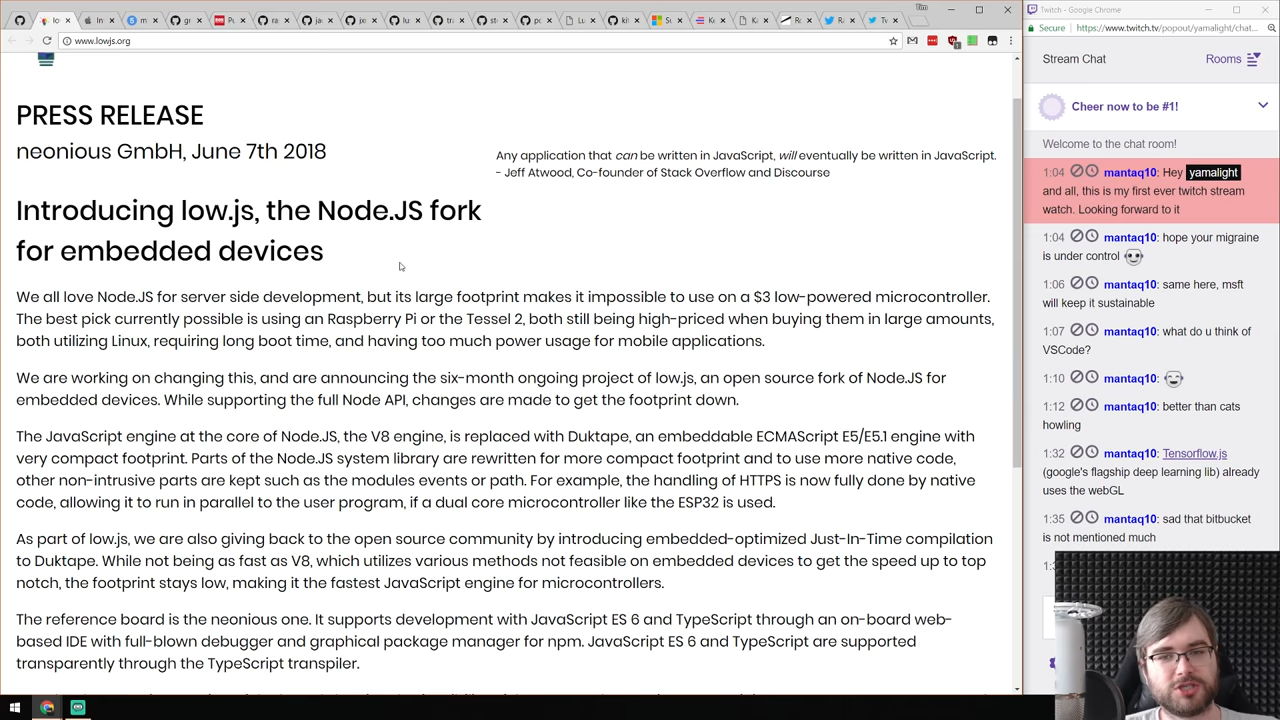 Twitch - Google Chrome
www.lowjs.org
Secure
https://www.twitch.tv/popout/yamalight/chat...
PRESS RELEASE
neonious GmbH, June 7th 2018
Any application that can be written in JavaScript, will eventually be written in JavaScript.
- Jeff Atwood, Co-founder of Stack Overflow and Discourse
Introducing low.js, the Node.JS fork
for embedded devices
We all love Node.JS for server side development, but its large footprint makes it impossible to use on a $3 low-powered microcontroller.
The best pick currently possible is using an Raspberry Pi or the Tessel 2, both still being high-priced when buying them in large amounts,
both utilizing Linux, requiring long boot time, and having too much power usage for mobile applications.
We are working on changing this, and are announcing the six-month ongoing project of low.js, an open source fork of Node.JS for
embedded devices. While supporting the full Node API, changes are made to get the footprint down.
The JavaScript engine at the core of Node.JS, the V8 engine, is replaced with Duktape, an embeddable ECMAScript E5/E5.1 engine with
very compact footprint. Parts of the Node.JS system library are rewritten for more compact footprint and to use more native code,
other non-intrusive parts are kept such as the modules events or path. For example, the handling of HTTPS is now fully done by native
code, allowing it to run in parallel to the user program, if a dual core microcontroller like the ESP32 is used.
As part of low.js, we are also giving back to the open source community by introducing embedded-optimized Just-In-Time compilation
to Duktape. While not being as fast as V8, which utilizes various methods not feasible on embedded devices to get the speed up to top
notch, the footprint stays low, making it the fastest JavaScript engine for microcontrollers.
The reference board is the neonious one. It supports development with JavaScript ES 6 and TypeScript through an on-board web-
based IDE with full-blown debugger and graphical package manager for npm. JavaScript ES 6 and TypeScript are supported
transparently through the TypeScript transpiler.
Stream Chat
Rooms
Cheer now to be #1!
Welcome to the chat room!
1:04 mantaq10: Hey yamalight
and all, this is my first ever twitch stream
watch. Looking forward to it
1:04 mantaq10: hope your migraine
is under control
1:06 mantaq10: same here, msft
will keep it sustainable
1:07 mantaq10: what do u think of
VSCode?
1:10 mantaq10:
1:12 mantaq10: better than cats
howling
1:32 mantaq10: Tensorflow.js
(google's flagship deep learning lib) already
uses the webGL
1:35 mantaq10: sad that bitbucket
is not mentioned much